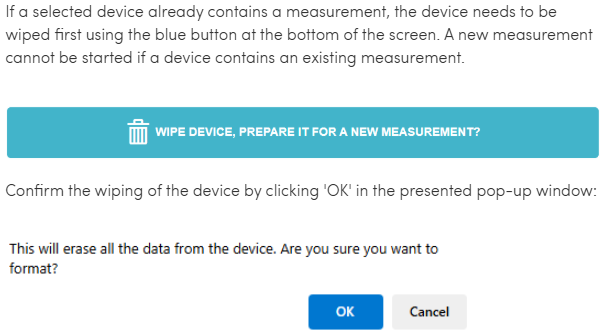 If a selected device already contains a measurement, the device needs to be
wiped first using the blue button at the bottom of the screen. A new measurement
cannot be started if a device contains an existing measurement.
WIPE DEVICE, PREPARE IT FOR A NEW MEASUREMENT?
Confirm the wiping of the device by clicking 'OK' in the presented pop-up window:
This will erase all the data from the device. Are you sure you want to
format?
OK Cancel